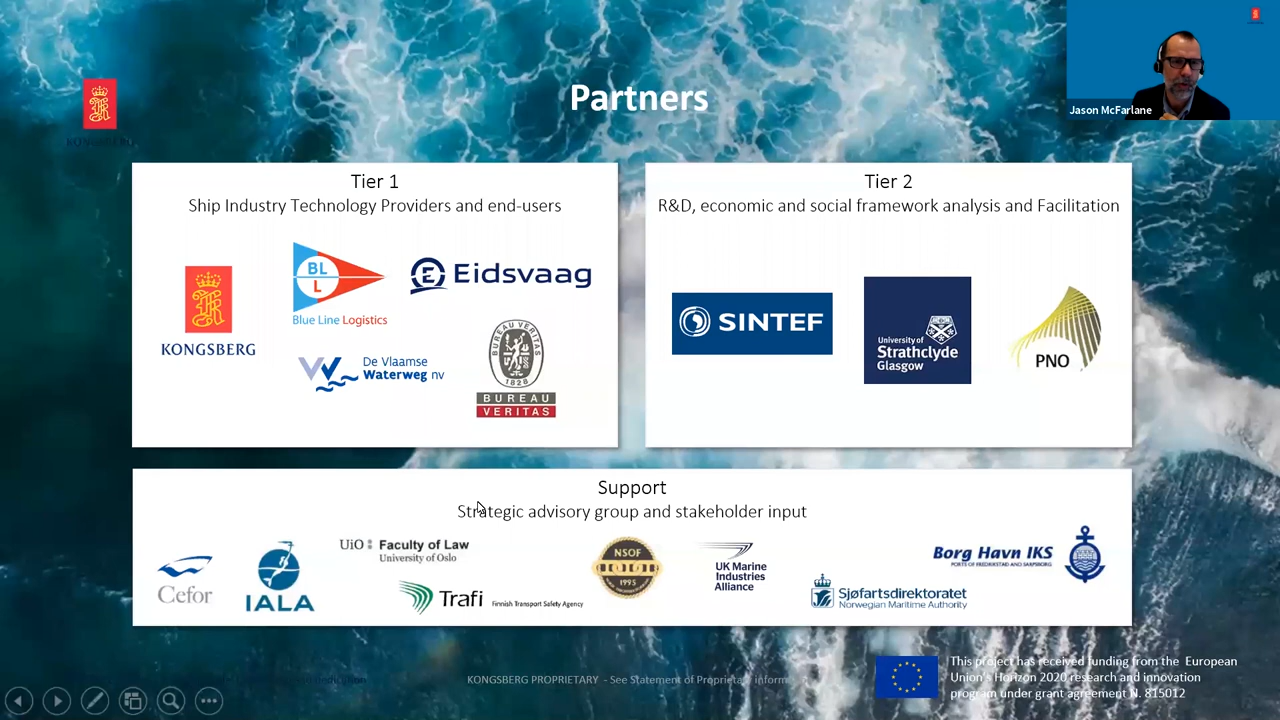 Partners
Jason McFarlane
KONGSBERG
Tier 1
Ship Industry Technology Providers and end-users
KONGSBERG
BL
L
Blue Line Logistics
Eidsvaag
De Vlaamse
Waterweg nv
BUREAU VERITAS
1828
BUREAU
VERITAS
Tier 2
R&D, economic and social framework analysis and Facilitation
SINTEF
University of
Strathclyde
Glasgow
PNO
Support
Strategic advisory group and stakeholder input
Cefor
IALA
UiO Faculty of Law
University of Oslo
Trafi Finnish Transport Safety Agency
NSOF
1995
UK Marine
Industries
Alliance
Sjøfartsdirektoratet
Norwegian Maritime Authority
Borg Havn IKS
PORTS OF FREDRIKSTAD AND SARPSBORG
KONGSBERG PROPRIETARY - See Statement of Proprietary
This project has received funding from the European
Union's Horizon 2020 research and innovation
program under grant agreement N. 815012